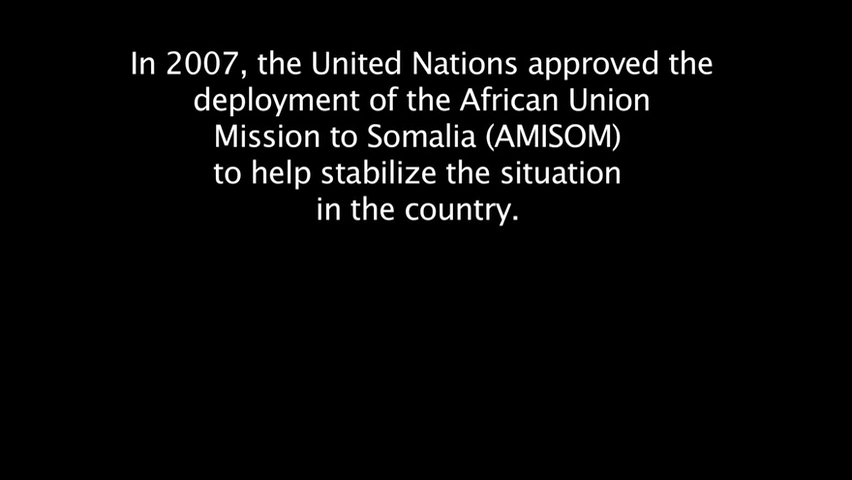 In 2007, the United Nations approved the
deployment of the African Union
Mission to Somalia (AMISOM)
to help stabilize the situation
in the country.